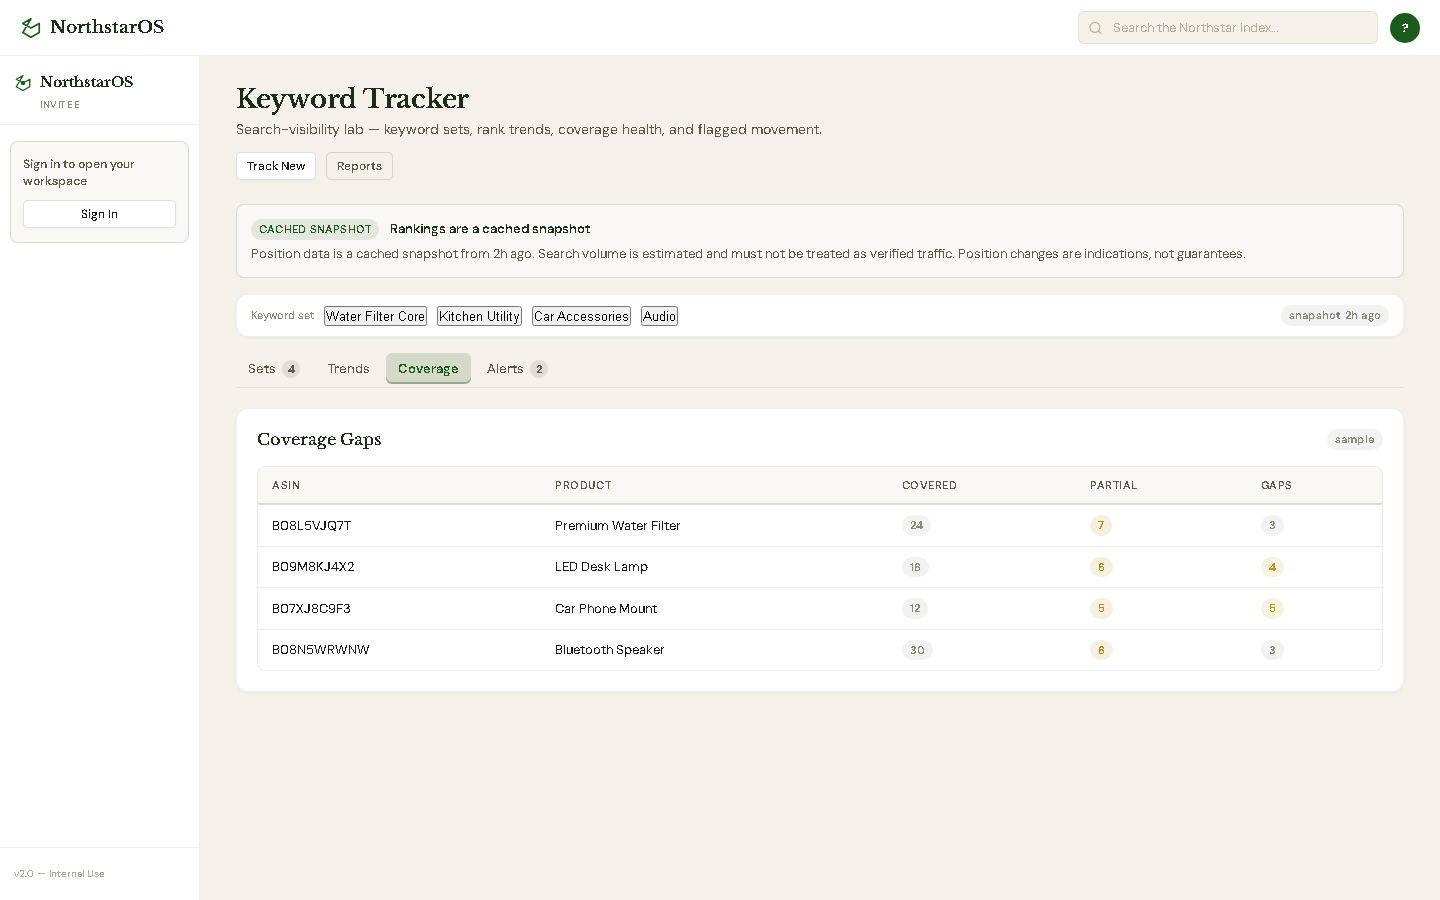 NorthstarOS
Search the Northstar Index...
?
NorthstarOS
INVITEE
Sign in to open your
workspace
Sign In
v2.0 — Internal Use
Keyword Tracker
Search-visibility lab — keyword sets, rank trends, coverage health, and flagged movement.
Track New
Reports
CACHED SNAPSHOT Rankings are a cached snapshot
Position data is a cached snapshot from 2h ago. Search volume is estimated and must not be treated as verified traffic. Position changes are indications, not guarantees.
Keyword set Water Filter Core Kitchen Utility Car Accessories Audio snapshot 2h ago
Sets 4 Trends Coverage Alerts 2
Coverage Gaps sample
ASIN PRODUCT COVERED PARTIAL GAPS
B08L5VJQ7T Premium Water Filter 24 7 3
B09M8KJ4X2 LED Desk Lamp 18 6 4
B07XJ8C9F3 Car Phone Mount 12 5 5
B08N5WRWNW Bluetooth Speaker 30 6 3